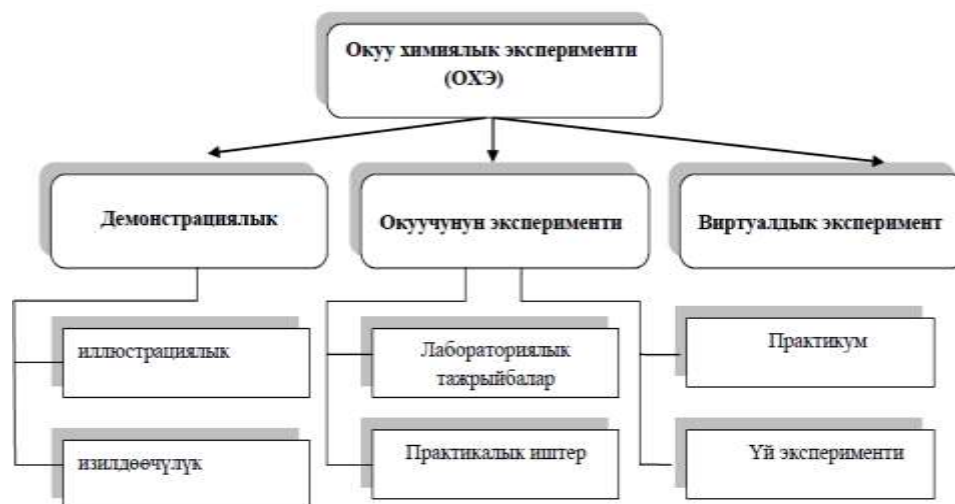 Окуу химиялык эксперименти
(ОХЭ)
Демонстрациялык
Окуучунун эксперименти
Виртуалдык эксперимент
иллюстрациялык
Лабораториялык
тажрыйбалар
Практикум
изилдөөчүлүк
Практикалык иштер
Үй эксперименти